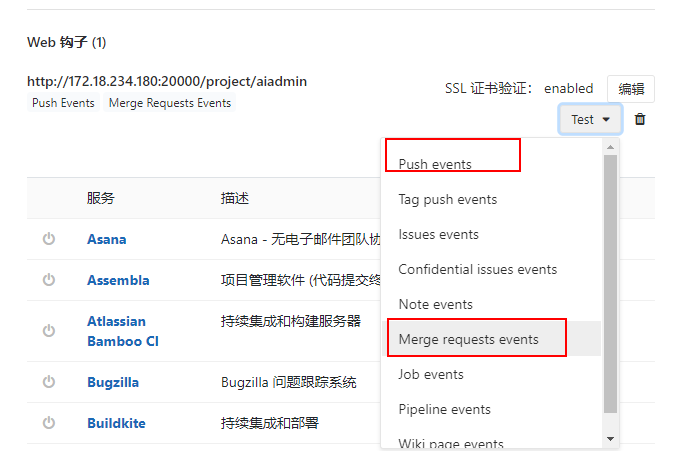 Web 钩子 (1)
http://172.18.234.180:20000/project/aiadmin
SSL 证书验证: enabled
编辑
Push Events Merge Requests Events
Test
Push events
Tag push events
Issues events
Confidential issues events
Note events
Merge requests events
Job events
Pipeline events
Wiki page events
服务 描述
Asana Asana - 无电子邮件团队协
Assembla 项目管理软件 (代码提交终
Atlassian
Bamboo CI
持续集成和构建服务器
Bugzilla Bugzilla 问题跟踪系统
Buildkite 持续集成和部署